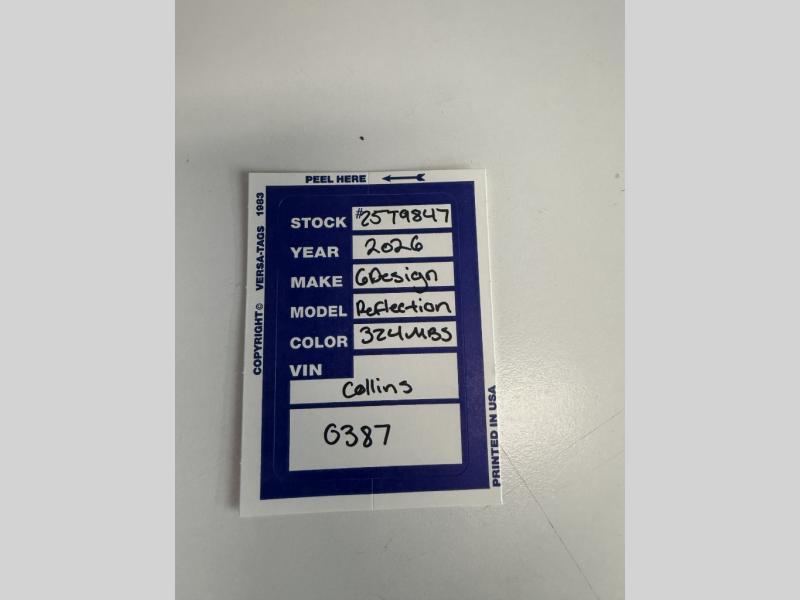 PEEL HERE
COPYRIGHT © VERSA-TAGS 1983
STOCK #25T9847
YEAR 2026
MAKE GDesign
MODEL Reflection
COLOR 324MBS
VIN
Collins
G387
PRINTED IN USA